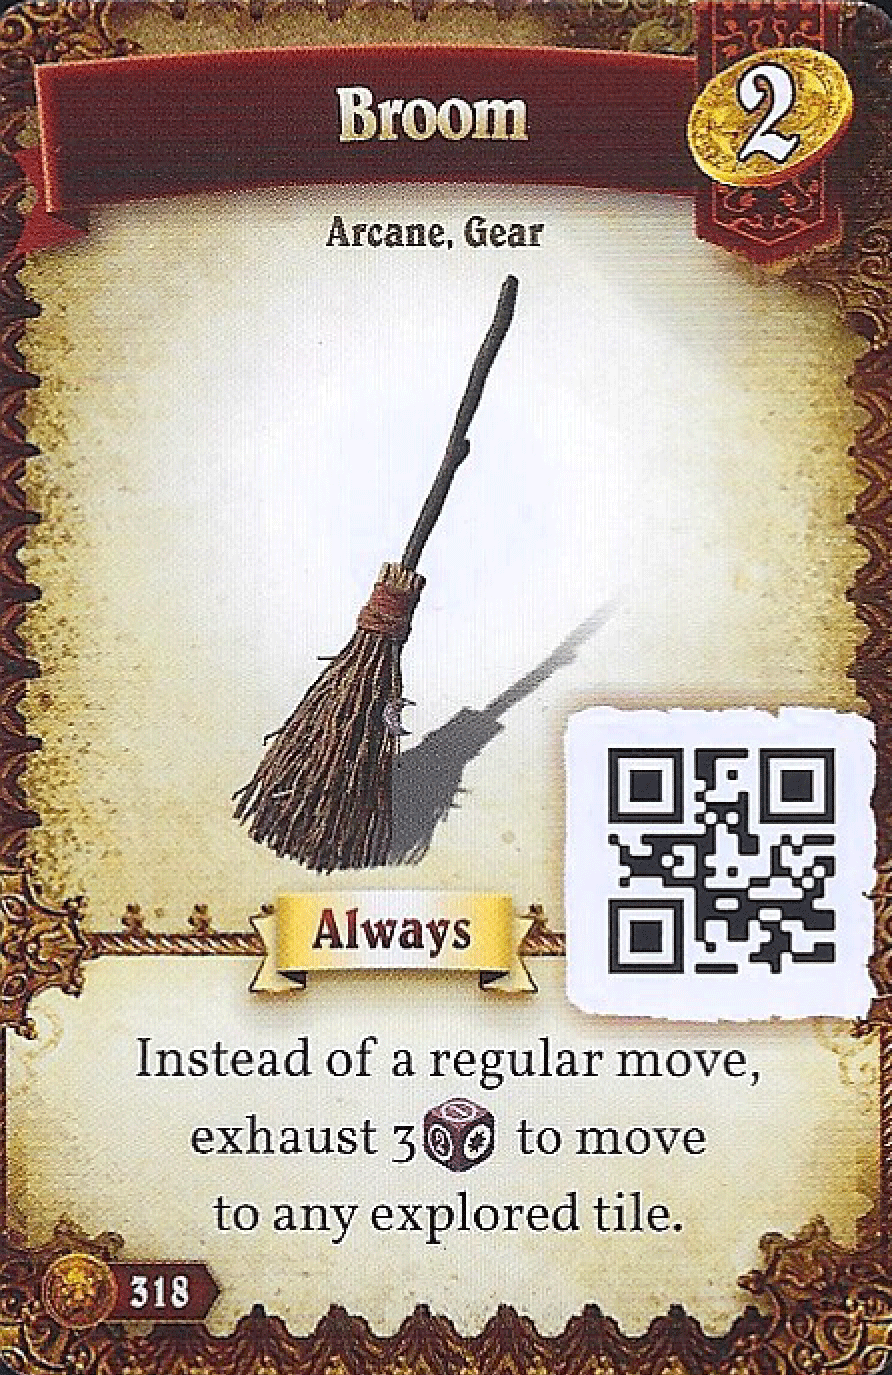 Broom
2
Arcane, Gear
Always
Instead of a regular move,
exhaust 3 to move
to any explored tile.
318